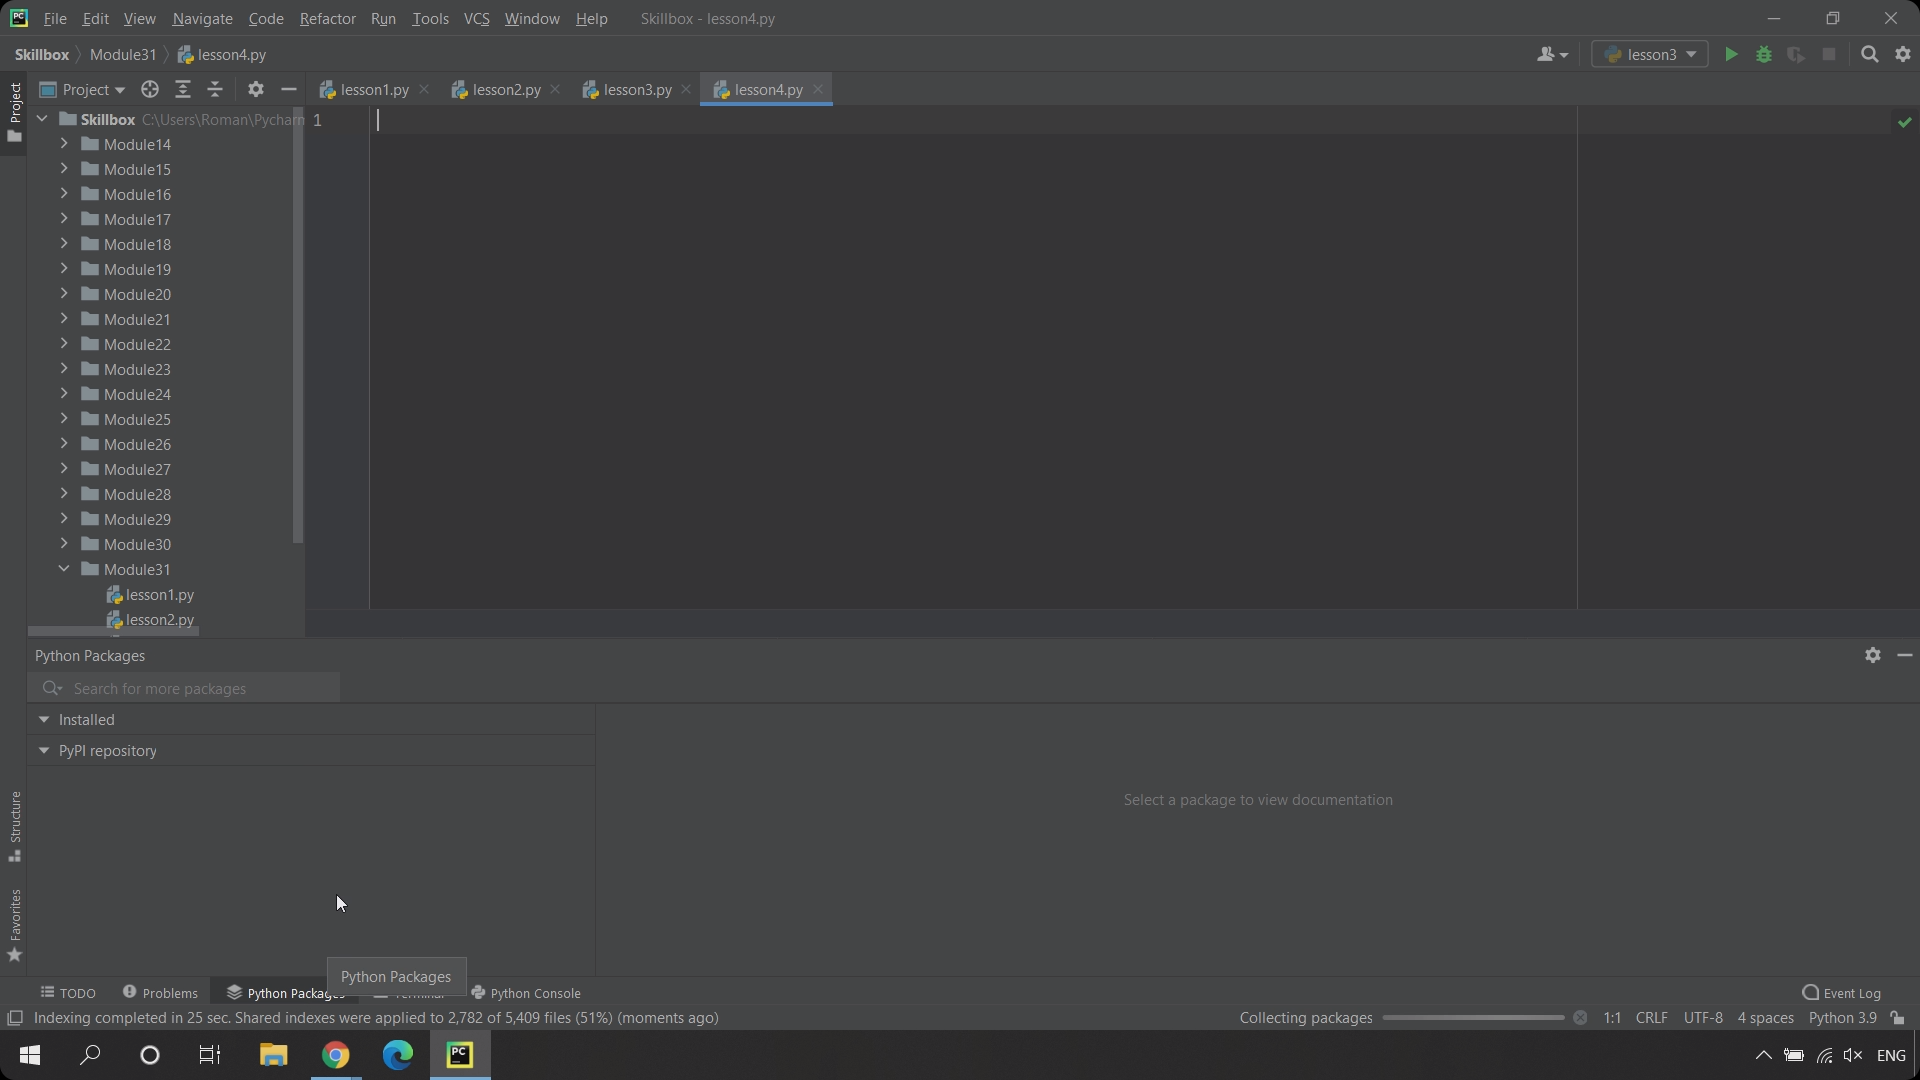 File Edit View Navigate Code Refactor Run Tools VCS Window Help Skillbox - lesson4.py
Skillbox Module31 lesson4.py
lesson3
Project
Project
lesson1.py lesson2.py lesson3.py lesson4.py
Skillbox C:\Users\Roman\Pycharm
1
Module14
Module15
Module16
Module17
Module18
Module19
Module20
Module21
Module22
Module23
Module24
Module25
Module26
Module27
Module28
Module29
Module30
Module31
lesson1.py
lesson2.py
Python Packages
Search for more packages
Installed
PyPI repository
Select a package to view documentation
Structure
Favorites
Python Packages
TODO Problems Python Packages Terminal Python Console Event Log
Indexing completed in 25 sec. Shared indexes were applied to 2,782 of 5,409 files (51%) (moments ago) Collecting packages 1:1 CRLF UTF-8 4 spaces Python 3.9
PC
ENG